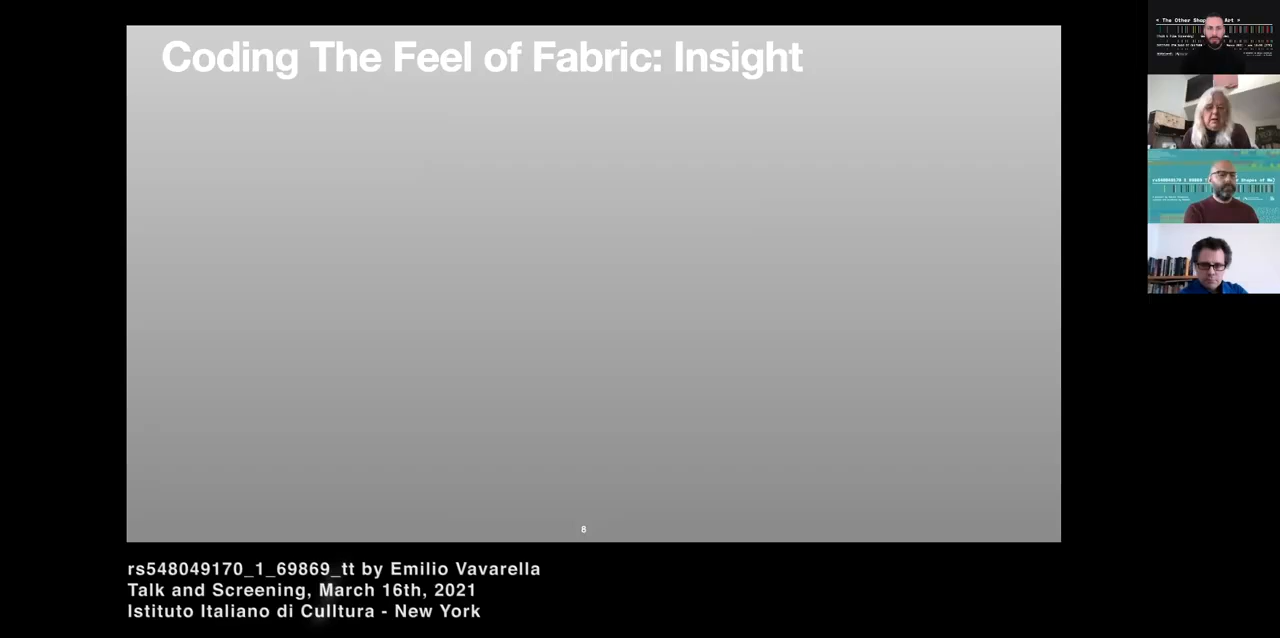 Coding The Feel of Fabric: Insight
8
rs548049170_1_69869_tt by Emilio Vavarella
Talk and Screening, March 16th, 2021
Istituto Italiano di Culltura - New York